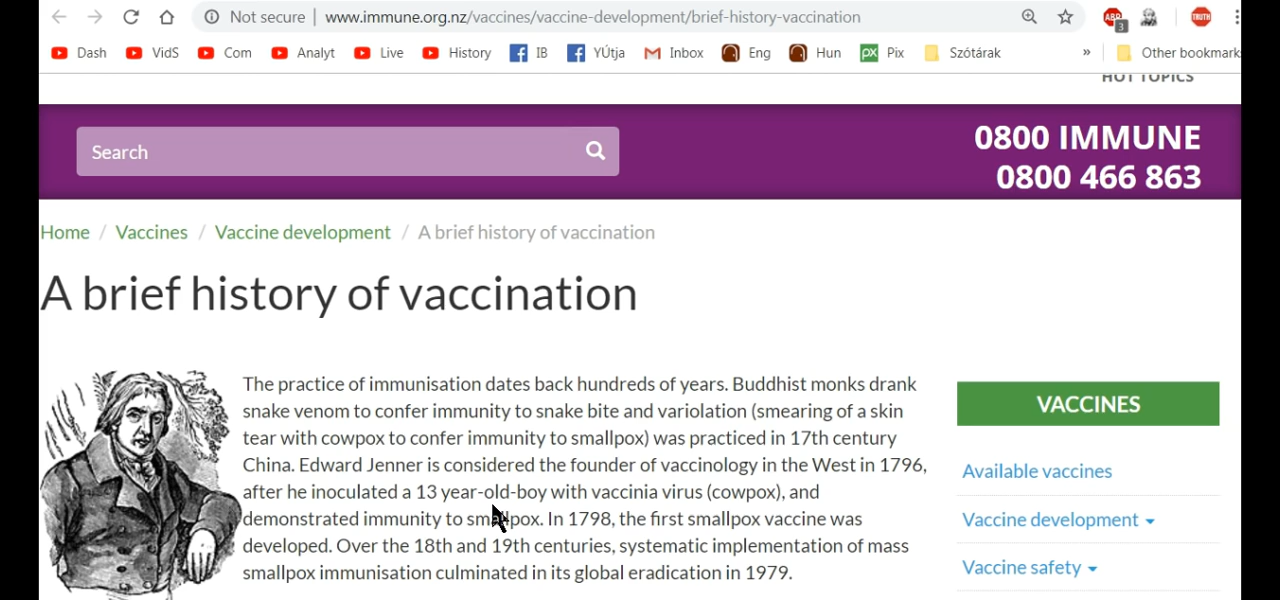 Not secure | www.immune.org.nz/vaccines/vaccine-development/brief-history-vaccination
ABP 3 TRUTH
Dash VidS Com Analyt Live History IB YÚtja Inbox Eng Hun px Pix Szótárak » Other bookmarks
HOT TOPICS
Search
0800 IMMUNE
0800 466 863
Home / Vaccines / Vaccine development / A brief history of vaccination
A brief history of vaccination
The practice of immunisation dates back hundreds of years. Buddhist monks drank
snake venom to confer immunity to snake bite and variolation (smearing of a skin
tear with cowpox to confer immunity to smallpox) was practiced in 17th century
China. Edward Jenner is considered the founder of vaccinology in the West in 1796,
after he inoculated a 13 year-old-boy with vaccinia virus (cowpox), and
demonstrated immunity to smallpox. In 1798, the first smallpox vaccine was
developed. Over the 18th and 19th centuries, systematic implementation of mass
smallpox immunisation culminated in its global eradication in 1979.
VACCINES
Available vaccines
Vaccine development
Vaccine safety